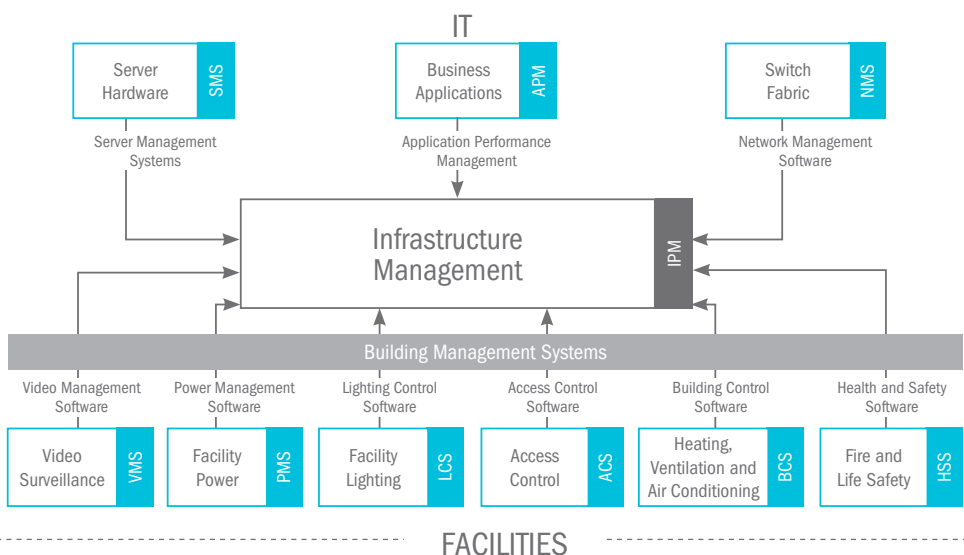 IT
Server
Hardware
SMS
Business
Applications
APM
Switch
Fabric
NMS
Server Management
Systems
Application Performance
Management
Network Management
Software
Infrastructure
Management
IPM
Building Management Systems
Video Management
Software
Power Management
Software
Lighting Control
Software
Access Control
Software
Building Control
Software
Health and Safety
Software
Video
Surveillance
VMS
Facility
Power
PMS
Facility
Lighting
LCS
Access
Control
ACS
Heating,
Ventilation and
Air Conditioning
BCS
Fire and
Life Safety
HSS
FACILITIES